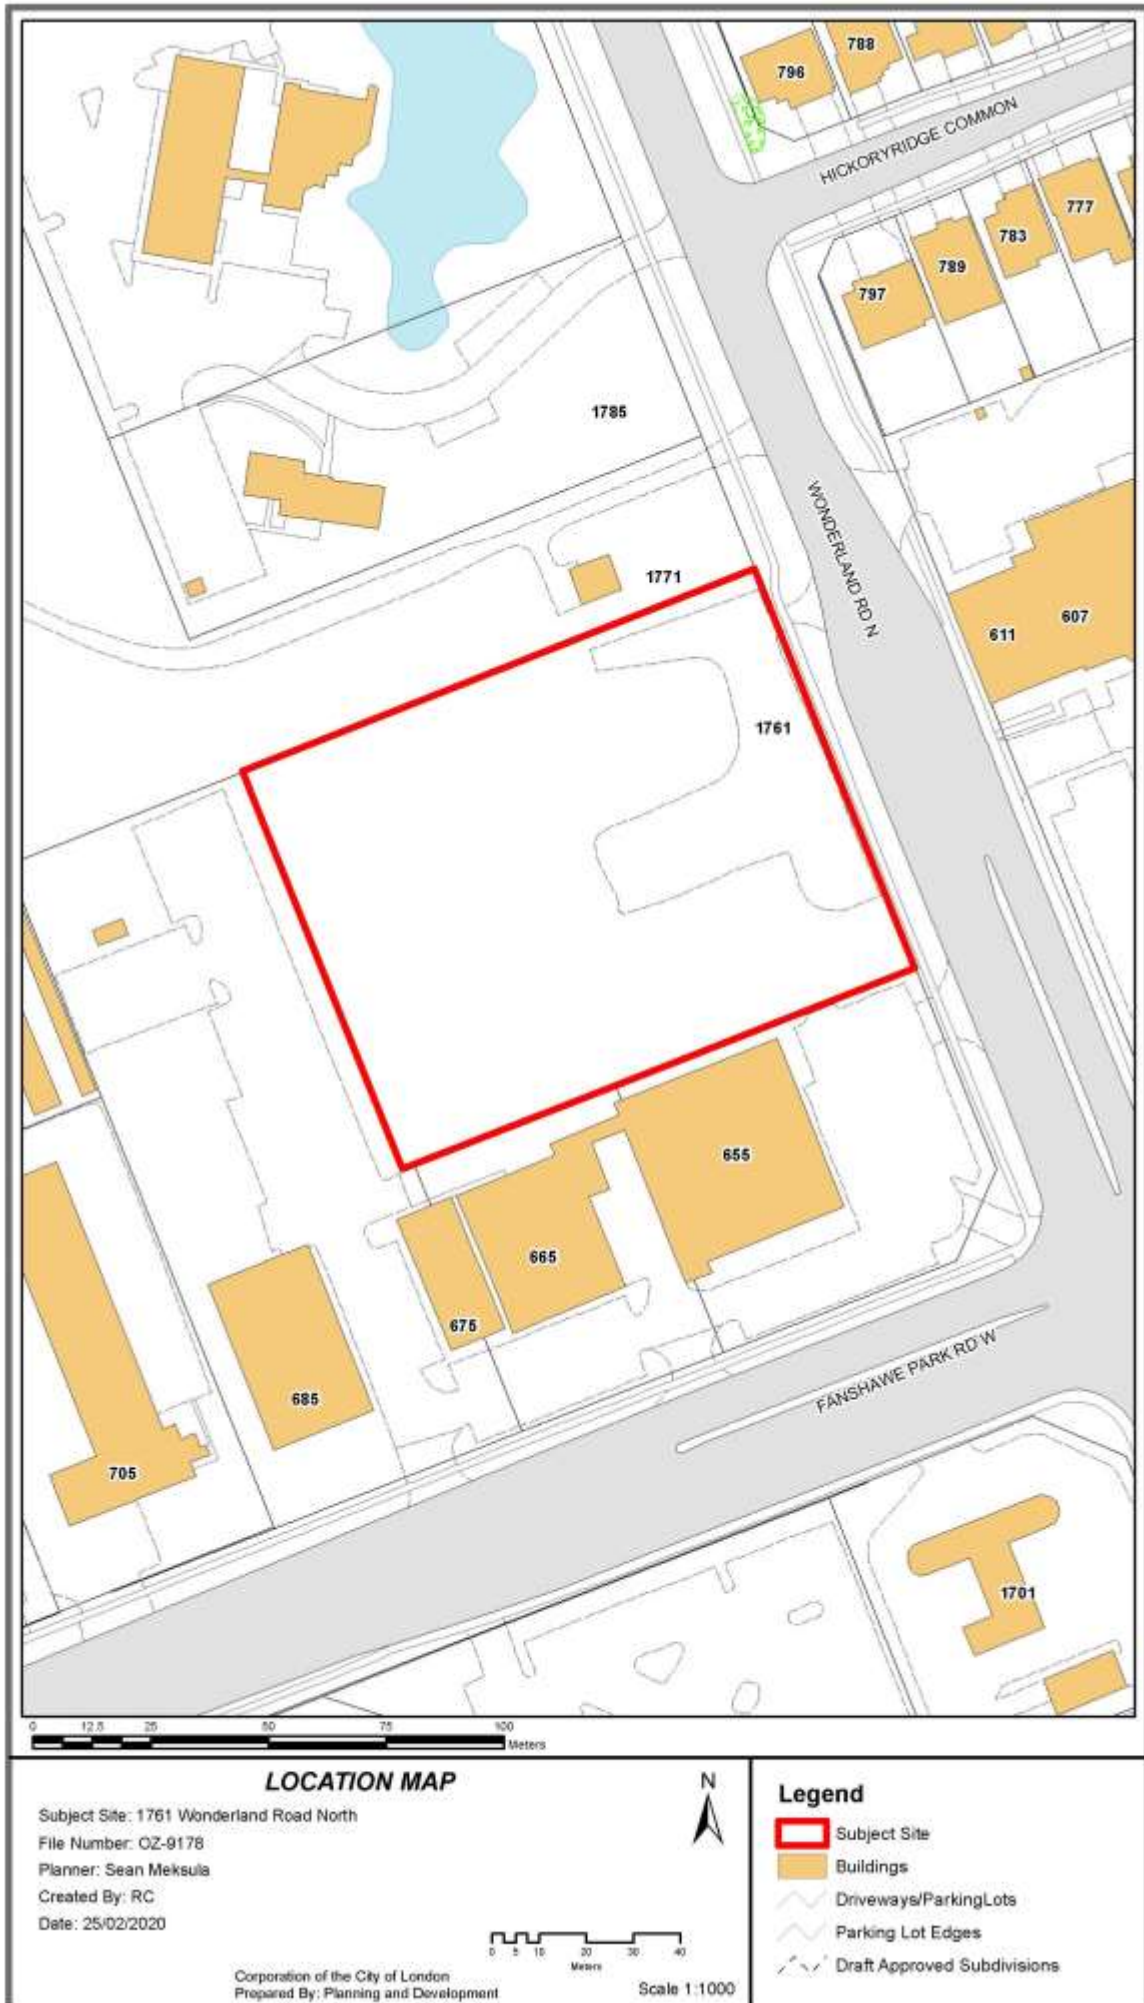 788
796
HICKORYRIDGE COMMON
777
783
789
797
1785
WONDERLAND RD N
1771
607
611
1761
655
665
675
685
FANSHAWE PARK RD W
705
1701
0 12.5 25 50 75 100
Meters
LOCATION MAP
Subject Site: 1761 Wonderland Road North
File Number: OZ-9178
Planner: Sean Meksula
Created By: RC
Date: 25/02/2020
N
0 5 10 20 30 40
Meters
Corporation of the City of London
Prepared By: Planning and Development
Scale 1:1000
Legend
Subject Site
Buildings
Driveways/ParkingLots
Parking Lot Edges
Draft Approved Subdivisions